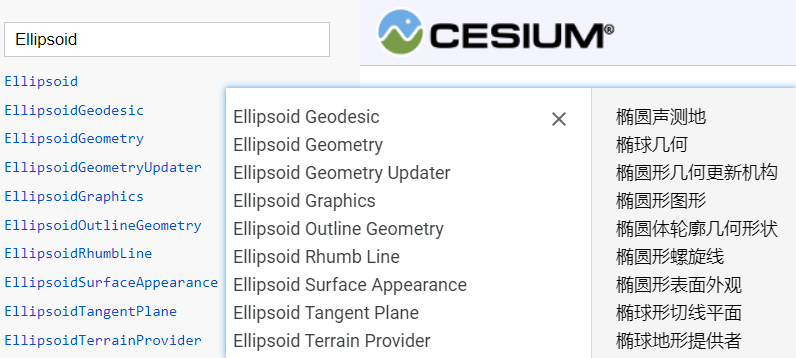 Ellipsoid
CESIUM®
Ellipsoid
EllipsoidGeodesic
EllipsoidGeometry
EllipsoidGeometryUpdater
EllipsoidGraphics
EllipsoidOutlineGeometry
EllipsoidRhumbLine
EllipsoidSurfaceAppearance
EllipsoidTangentPlane
EllipsoidTerrainProvider
Ellipsoid Geodesic
Ellipsoid Geometry
Ellipsoid Geometry Updater
Ellipsoid Graphics
Ellipsoid Outline Geometry
Ellipsoid Rhumb Line
Ellipsoid Surface Appearance
Ellipsoid Tangent Plane
Ellipsoid Terrain Provider
椭圆声测地
椭球几何
椭圆形几何更新机构
椭圆形图形
椭圆体轮廓几何形状
椭圆形螺旋线
椭圆形表面外观
椭球形切线平面
椭球地形提供者